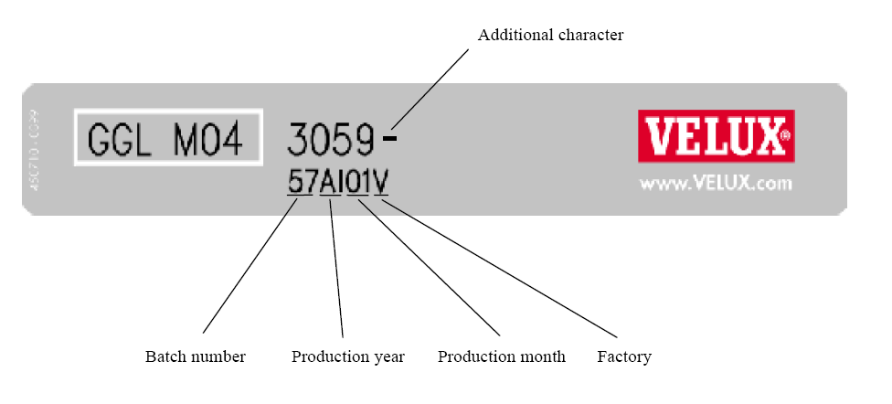 Additional character
GGL M04
3059-
57AI01V
VELUX®
www.VELUX.com
Batch number
Production year
Production month
Factory